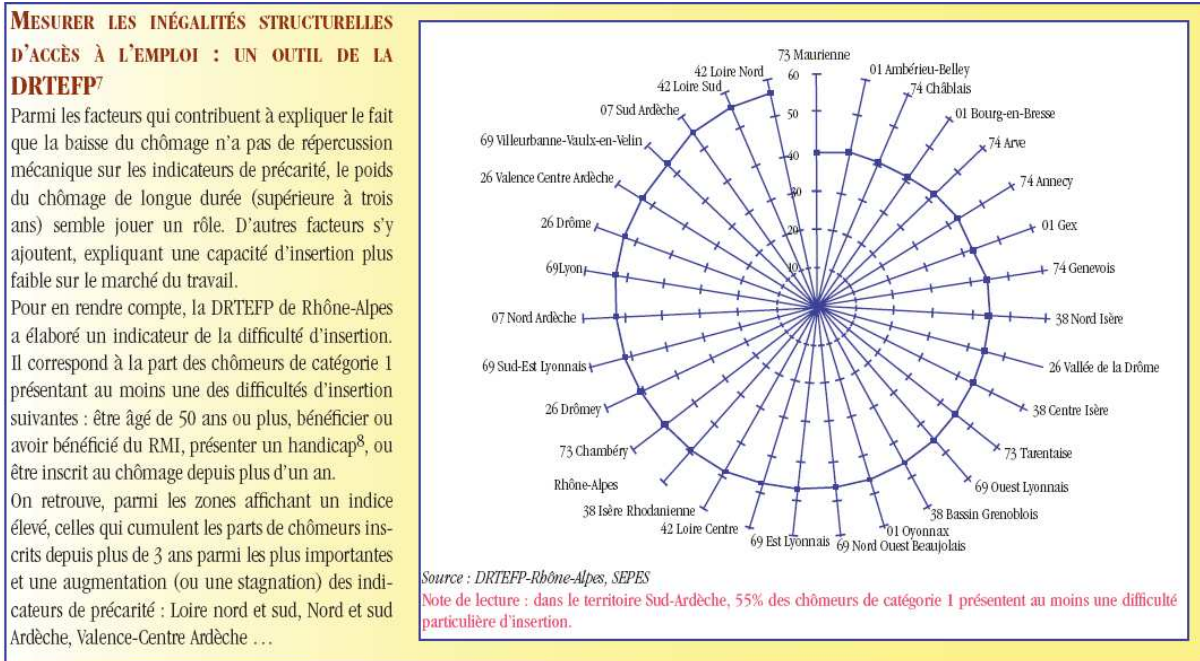 MESURER LES INÉGALITÉS STRUCTURELLES
D'ACCÈS À L'EMPLOI : UN OUTIL DE LA
DRTEFP7
Parmi les facteurs qui contribuent à expliquer le fait
que la baisse du chômage n'a pas de répercussion
mécanique sur les indicateurs de précarité, le poids
du chômage de longue durée (supérieure à trois
ans) semble jouer un rôle. D'autres facteurs s'y
ajoutent, expliquant une capacité d'insertion plus
faible sur le marché du travail.
Pour en rendre compte, la DRTEFP de Rhône-Alpes
a élaboré un indicateur de la difficulté d'insertion.
Il correspond à la part des chômeurs de catégorie 1
présentant au moins une des difficultés d'insertion
suivantes : être âgé de 50 ans ou plus, bénéficier ou
avoir bénéficié du RMI, présenter un handicap8, ou
être inscrit au chômage depuis plus d'un an.
On retrouve, parmi les zones affichant un indice
élevé, celles qui cumulent les parts de chômeurs ins-
crits depuis plus de 3 ans parmi les plus importantes
et une augmentation (ou une stagnation) des indi-
cateurs de précarité : Loire nord et sud, Nord et sud
Ardèche, Valence-Centre Ardèche ...
73 Maurienne
01 Ambérieu-Belley
74 Châblais
01 Bourg-en-Bresse
74 Arve
74 Annecy
01 Gex
74 Genevois
38 Nord Isère
26 Vallée de la Drôme
38 Centre Isère
73 Tarentaise
69 Ouest Lyonnais
38 Bassin Grenoblois
01 Oyonnax
69 Nord Ouest Beaujolais
69 Est Lyonnais
42 Loire Centre
38 Isère Rhodanienne
Rhône-Alpes
73 Chambéry
26 Drômey
69 Sud-Est Lyonnais
07 Nord Ardèche
69Lyon
26 Drôme
26 Valence Centre Ardèche
69 Villeurbanne-Vaulx-en-Velin
07 Sud Ardèche
42 Loire Sud
42 Loire Nord
60
50
40
30
20
10
Source : DRTEFP-Rhône-Alpes, SEPES
Note de lecture : dans le territoire Sud-Ardèche, 55% des chômeurs de catégorie 1 présentent au moins une difficulté
particulière d'insertion.